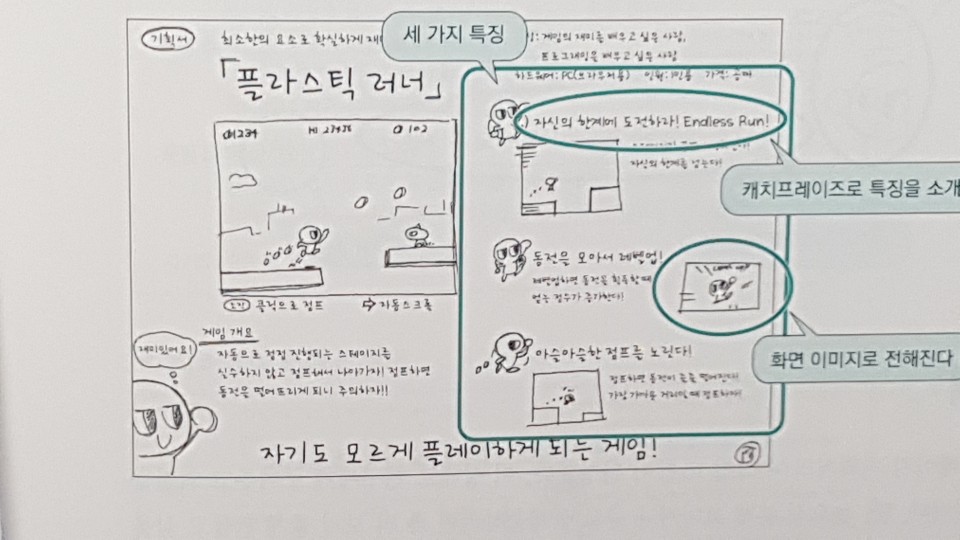 세 가지 특징
기획서
최소한의 요소로 확실하게 재미
게임의 재미를 배우고 싶은 사람,
프로그래밍을 배우고 싶은 사람
하드웨어: PC(브라우저용) 인원: 1인용 가격: 공짜
「플라스틱 러너」
1234
HI 23456
102
클릭으로 점프
⇨자동스크롤
게임 개요
재미있어요!
자동으로 점점 진행되는 스테이지를
실수하지 않고 점프해서 나아가자! 점프하면
동전을 떨어뜨리게 되니 주의하자!!
자신의 한계에 도전하라! Endless Run!
자신의 한계를 넘는다!
캐치프레이즈로 특징을 소개
동전을 모아서 레벨업!
레벨업하면 동전을 획득할 때
얻는 점수가 증가한다!
화면 이미지로 전해진다
아슬아슬한 점프를 노린다!
점프하면 동전이 떨어진다!
가장 가까운 거리일 때 점프하자!
자기도 모르게 플레이하게 되는 게임!